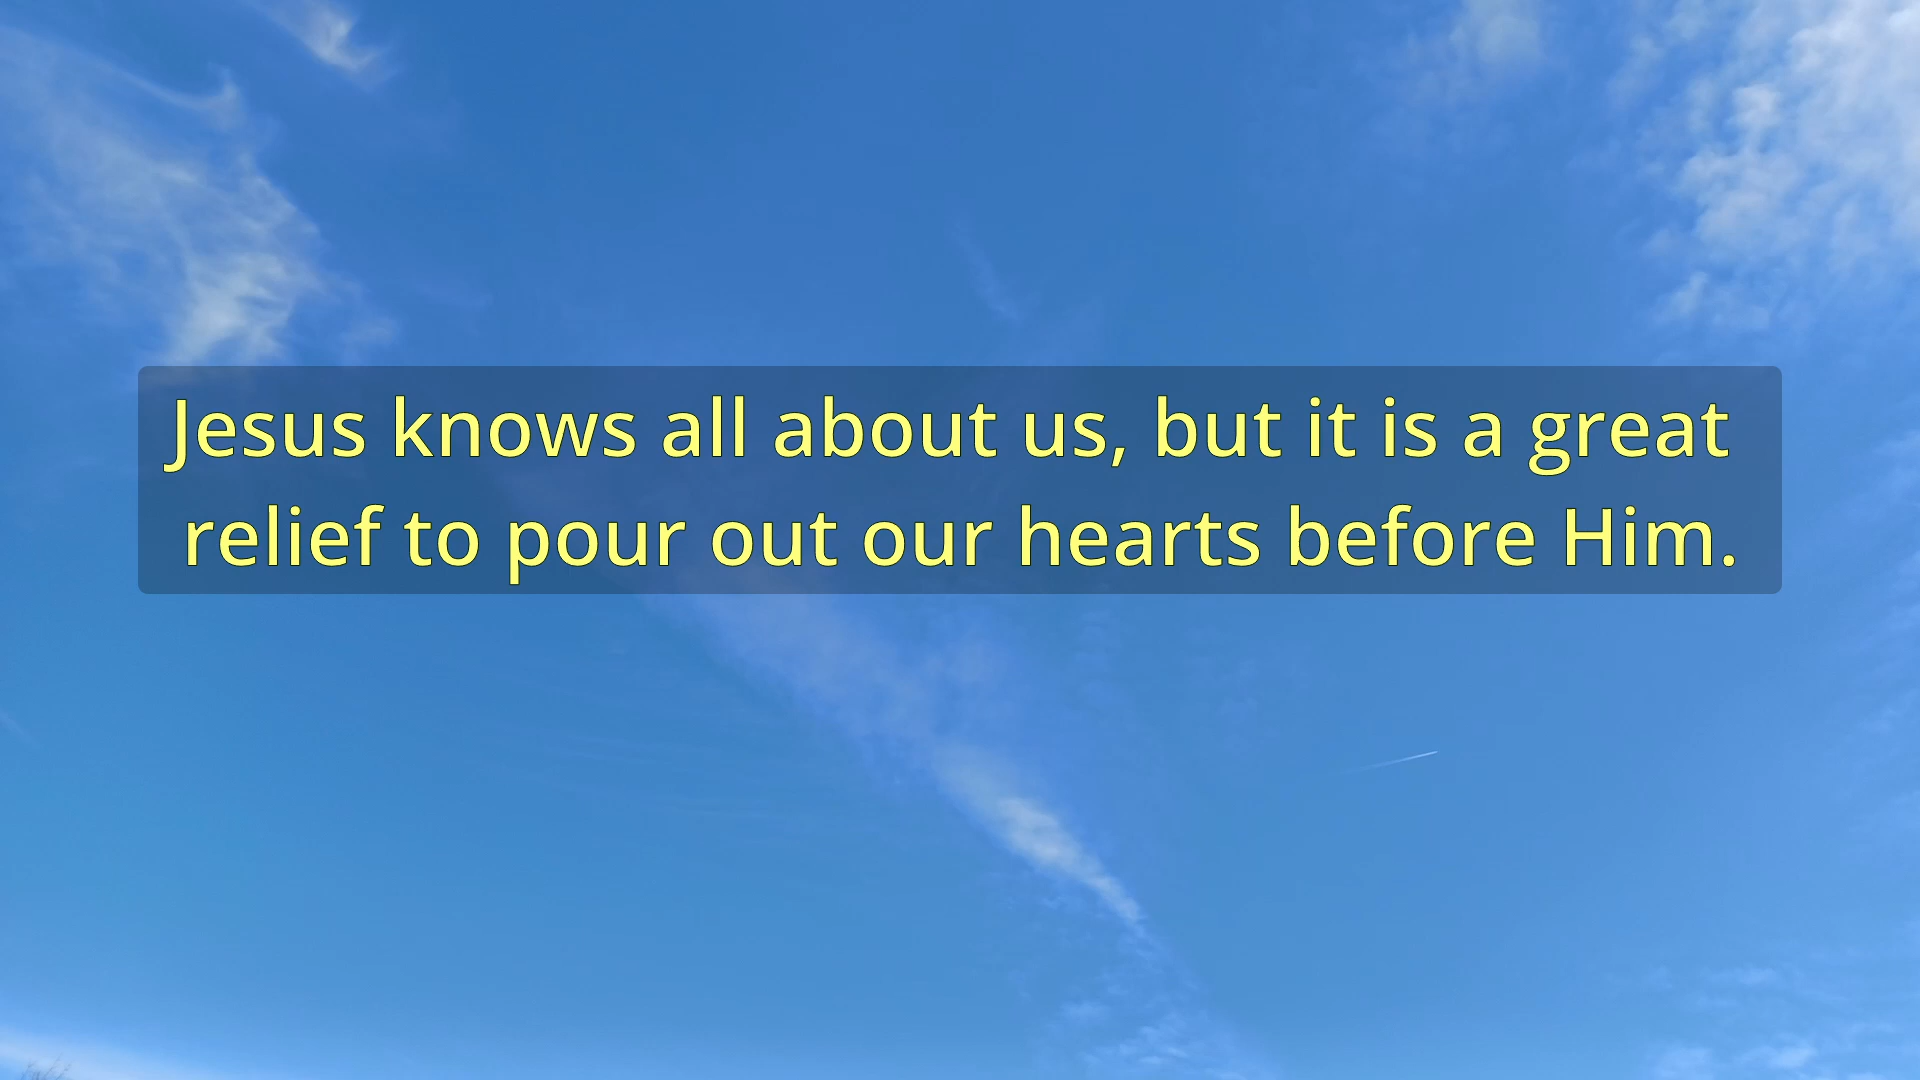 Jesus knows all about us, but it is a great
relief to pour out our hearts before Him.